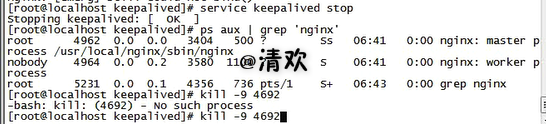 [root@localhost keepalived]# service keepalived stop
Stopping keepalived: [  OK  ]
[root@localhost keepalived]# ps aux | grep 'nginx'
root      4962  0.0  0.0   3404   500 ?        Ss   06:41   0:00 nginx: master p
rocess /usr/local/nginx/sbin/nginx
nobody    4964  0.0  0.2   3580        S    06:41   0:00 nginx: worker p
rocess
root      5231  0.0  0.1   4356   736 pts/1    S+   06:43   0:00 grep nginx
[root@localhost keepalived]# kill -9 4692
-bash: kill: (4692) - No such process
[root@localhost keepalived]# kill -9 4692
@清欢